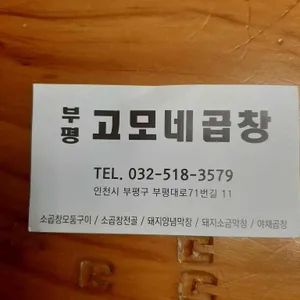 부평 고모네곱창
TEL. 032-518-3579
인천시 부평구 부평대로71번길 11
소곱창모둠구이 / 소곱창전골 / 돼지양념막창 / 돼지소금막창 / 야채곱창